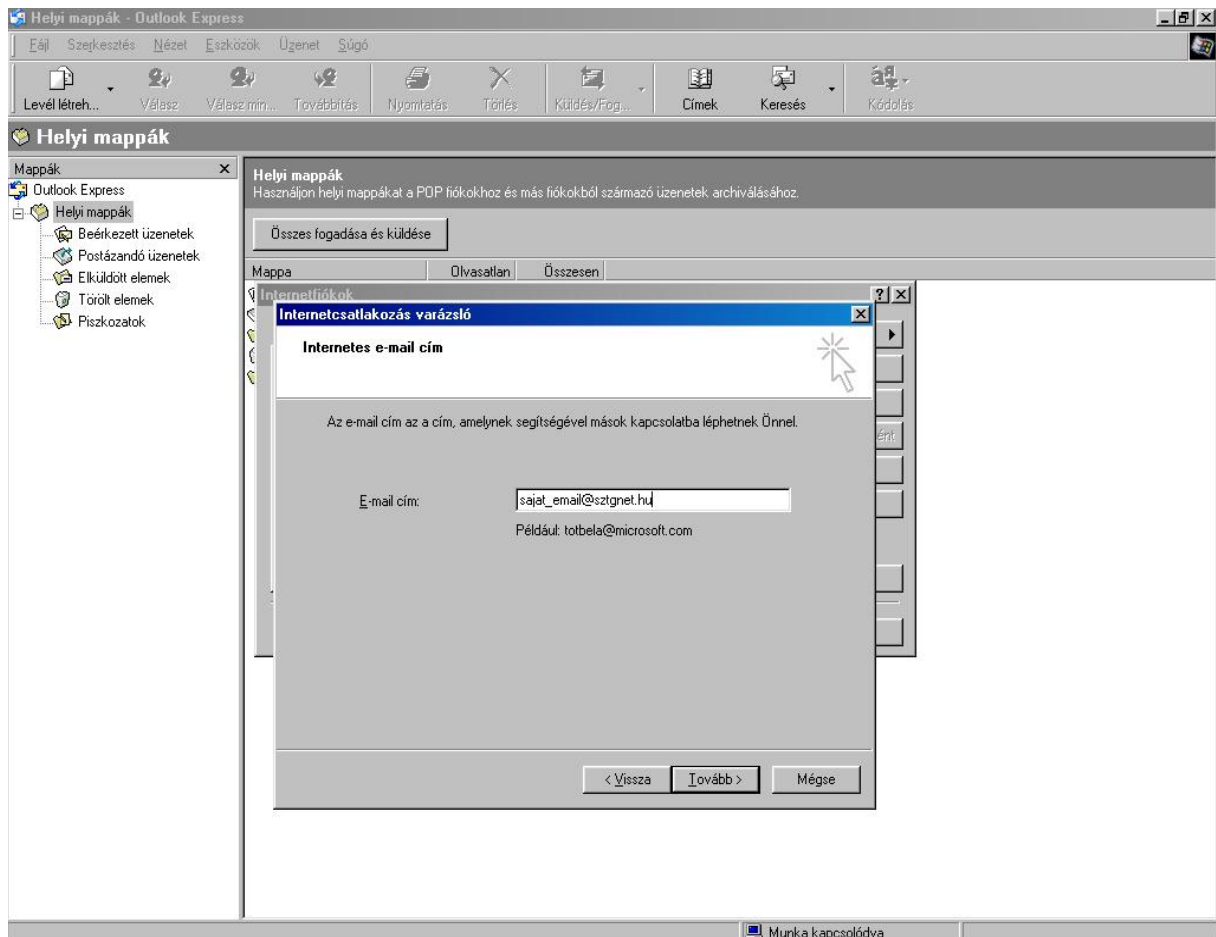 Helyi mappák - Outlook Express
Fájl Szerkesztés Nézet Eszközök Üzenet Súgó
Levél létreh... Válasz Válasz min... Továbbítás Nyomtatás Törlés Küldés/Fog... Címek Keresés Kódolás
Helyi mappák
Mappák
Outlook Express
Helyi mappák
Beérkezett üzenetek
Postázandó üzenetek
Elküldött elemek
Törölt elemek
Piszkozatok
Helyi mappák
Használjon helyi mappákat a POP fiókokhoz és más fiókokból származó üzenetek archiválásához.
Összes fogadása és küldése
Mappa Olvasatlan Összesen
Internetfiókok
Internetcsatlakozás varázsló
Internetes e-mail cím
Az e-mail cím az a cím, amelynek segítségével mások kapcsolatba léphetnek Önnel.
E-mail cím: sajat_email@sztgnet.hu
Például: totbela@microsoft.com
< Vissza Tovább > Mégse
Munka kapcsolódva